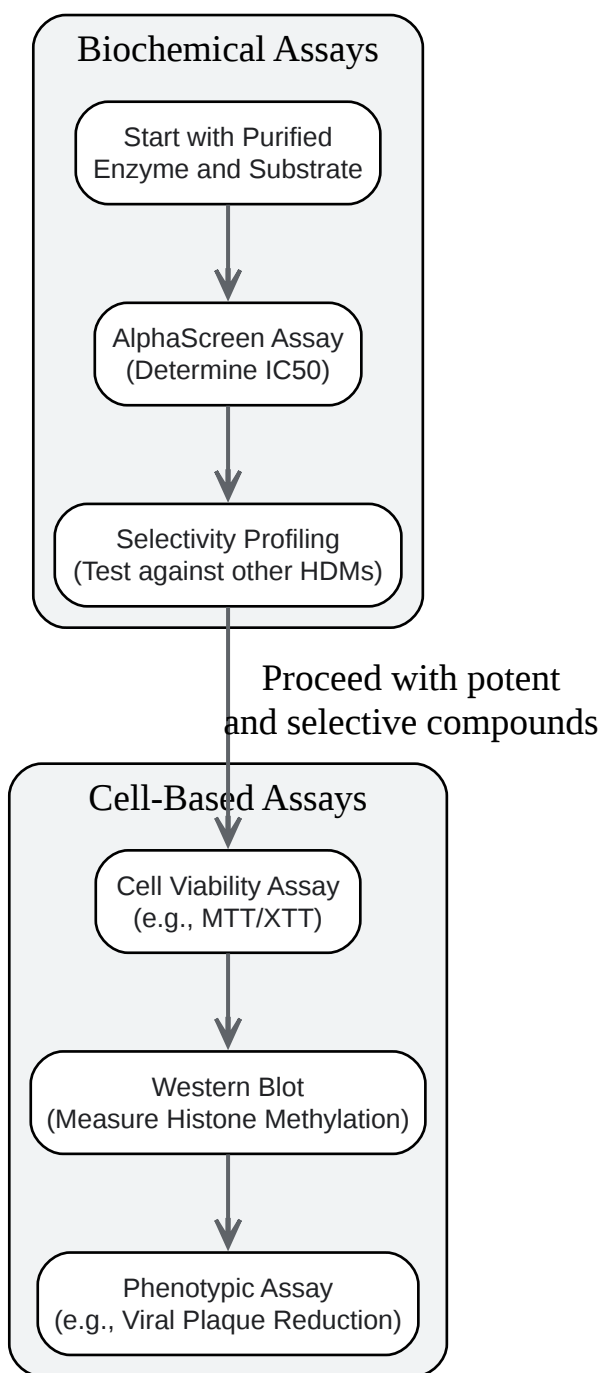 Biochemical Assays
Start with Purified
Enzyme and Substrate
AlphaScreen Assay
(Determine IC50)
Selectivity Profiling
(Test against other HDMs)
Proceed with potent
and selective compounds
Cell-Based Assays
Cell Viability Assay
(e.g., MTT/XTT)
Western Blot
(Measure Histone Methylation)
Phenotypic Assay
(e.g., Viral Plaque Reduction)